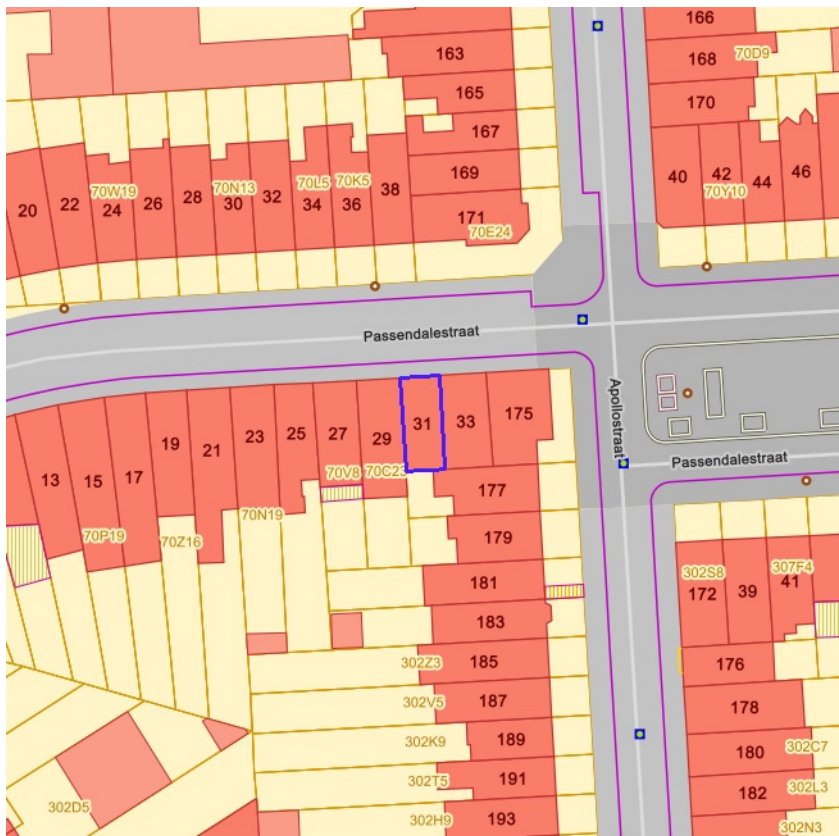 166
163
168
70D9
165
170
167
169
40
42
44
46
70Y10
20
22
70W19
24
26
28
70N13
30
32
70L5
34
70K5
36
38
171
70E24
Passendalestraat
Apollostraat
13
15
17
19
21
23
25
27
29
31
33
175
70V8
70C23
Passendalestraat
177
70P19
70Z16
70N19
179
181
183
302S8
172
39
307F4
41
302Z3
185
176
302V5
187
178
302K9
189
180
302C7
302T5
191
182
302L3
302D5
302H9
193
302N3